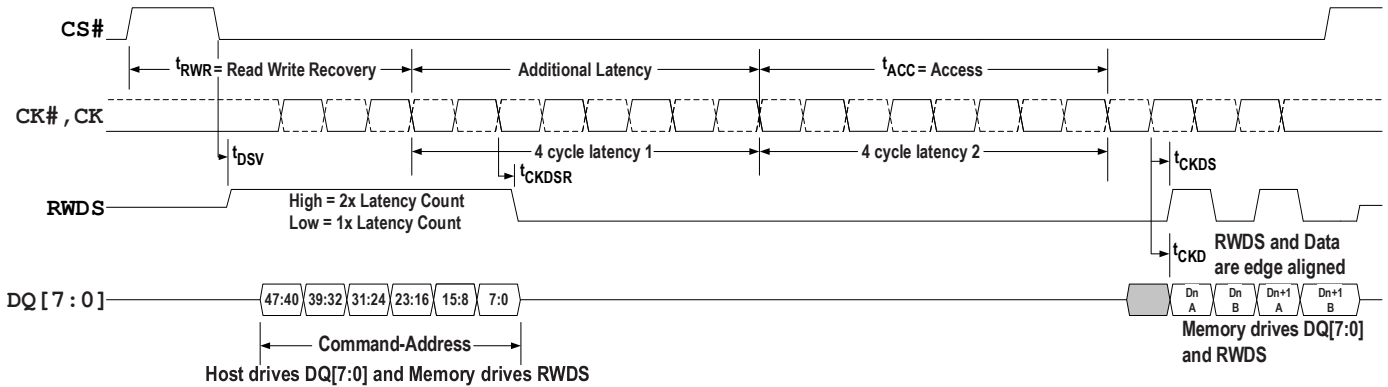 CS#
tRWR = Read Write Recovery
Additional Latency
tACC = Access
CK#,CK
tDSV
4 cycle latency 1
4 cycle latency 2
tCKDSR
tCKDS
RWDS
High = 2x Latency Count
Low = 1x Latency Count
tCKD
RWDS and Data
are edge aligned
DQ[7:0]
47:40 39:32 31:24 23:16 15:8 7:0
Dn A
Dn B
Dn+1 A
Dn+1 B
Command-Address
Memory drives DQ[7:0]
and RWDS
Host drives DQ[7:0] and Memory drives RWDS